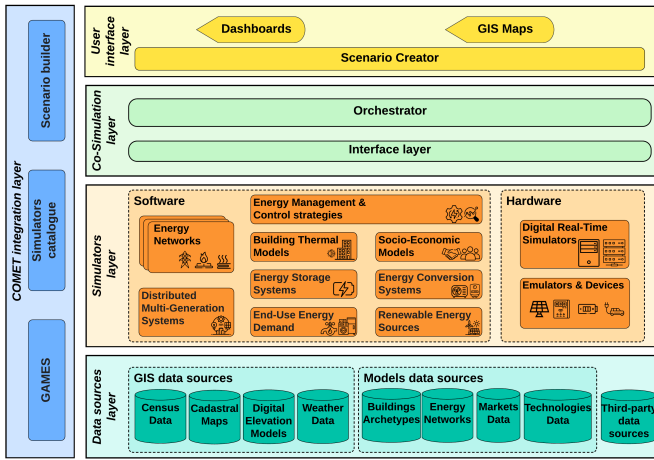 COMET integration layer
Scenario builder
Simulators
catalogue
GAMES
User
interface
layer
Dashboards
GIS Maps
Scenario Creator
Co-Simulation
layer
Orchestrator
Interface layer
Simulators
layer
Software
Energy
Networks
Distributed
Multi-Generation
Systems
Energy Management &
Control strategies
Building Thermal
Models
Socio-Economic
Models
Energy Storage
Systems
Energy Conversion
Systems
End-Use Energy
Demand
Renewable Energy
Sources
Hardware
Digital Real-Time
Simulators
Emulators & Devices
Data sources
layer
GIS data sources
Census
Data
Cadastral
Maps
Digital
Elevation
Models
Weather
Data
Models data sources
Buildings
Archetypes
Energy
Networks
Markets
Data
Technologies
Data
Third-party
data
sources